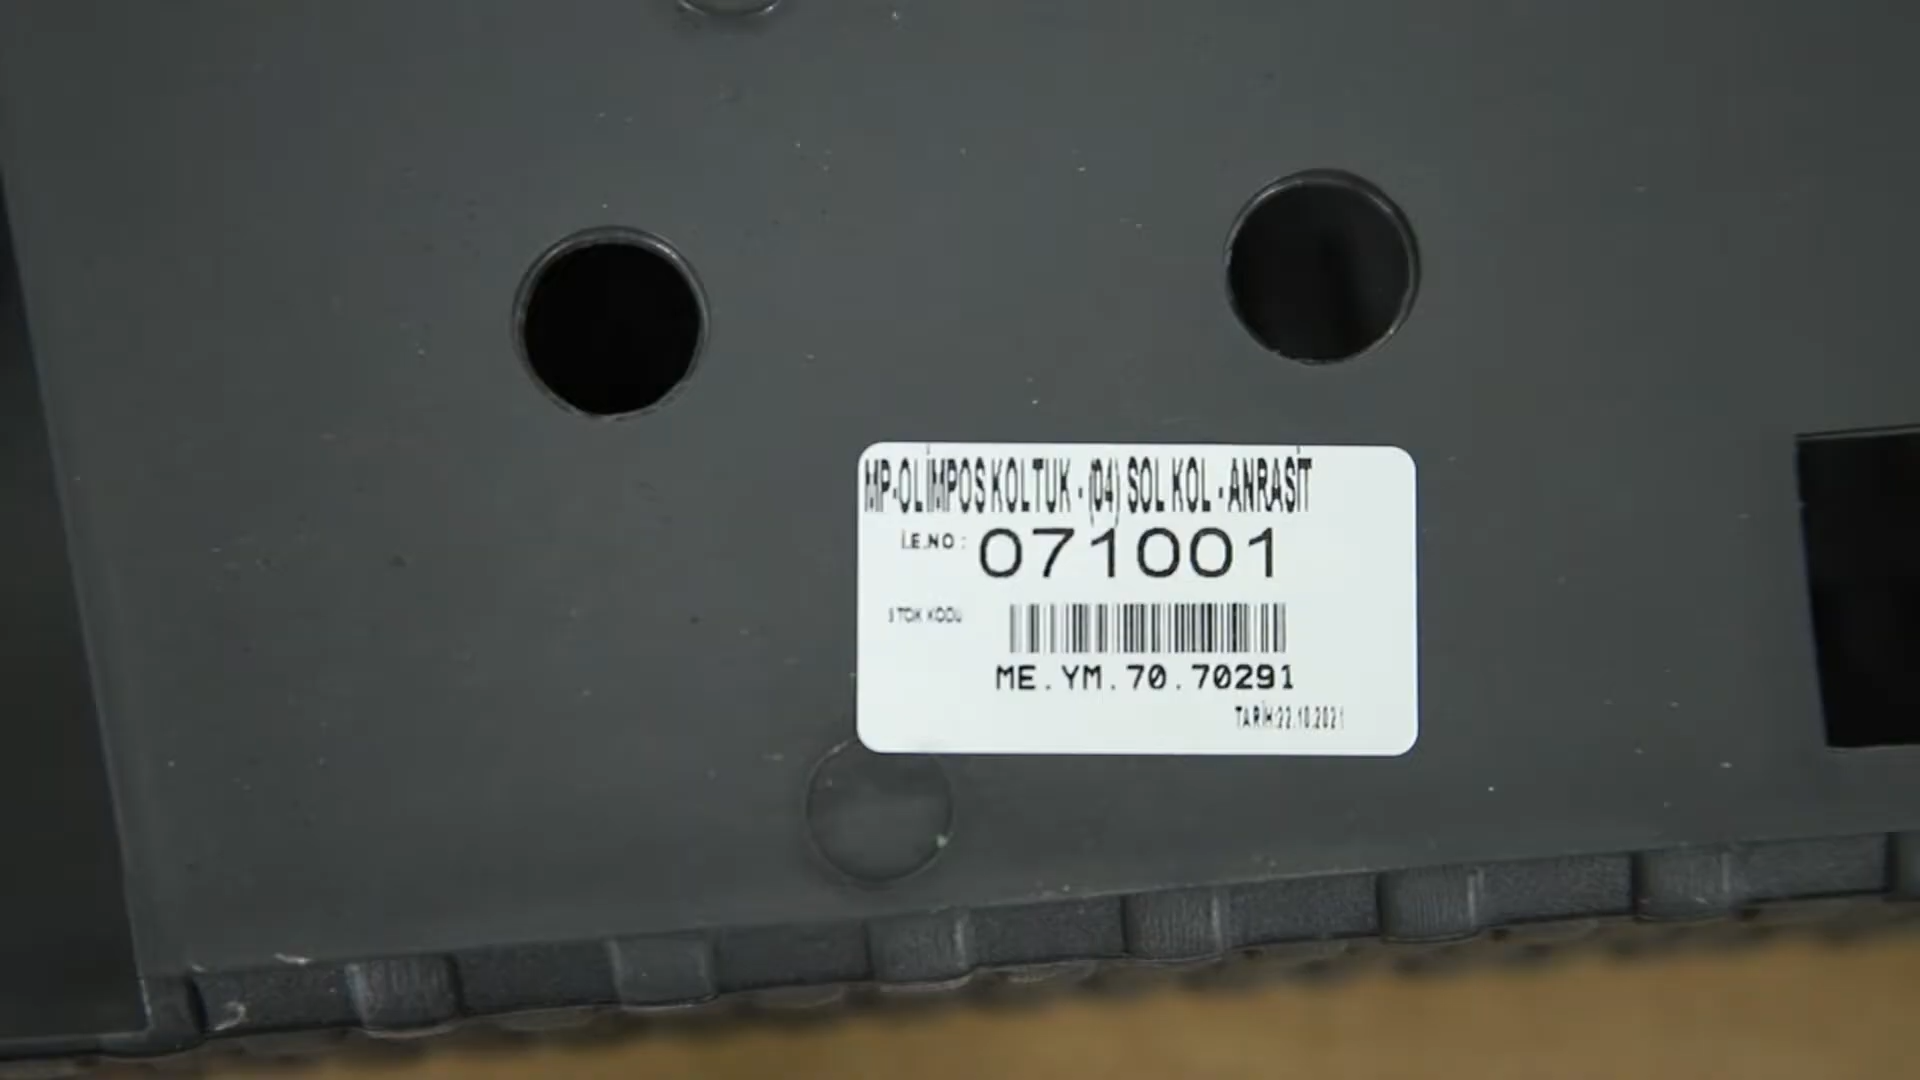 MP-OLİMPOS KOLTUK - (04) SOL KOL - ANRASİT
İ.E.NO : 071001
STOK KODU
ME.YM.70.70291
TARİH:22.10.2021